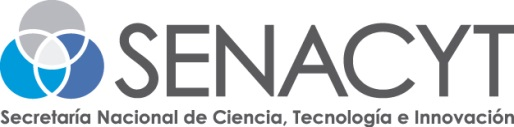 SENACYT
Secretaría Nacional de Ciencia, Tecnología e Innovación